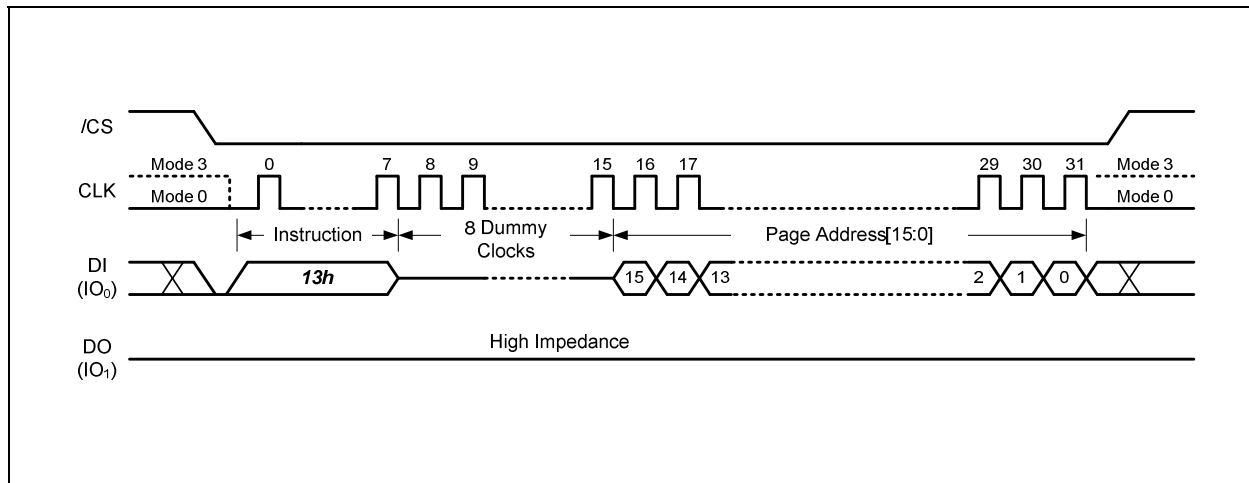 /CS
Mode 3 0 7 8 9 15 16 17 29 30 31 Mode 3
CLK
Mode 0 Mode 0
Instruction 8 Dummy Clocks Page Address[15:0]
DI
(IO₀)
13h 15 14 13 2 1 0
High Impedance
DO
(IO₁)